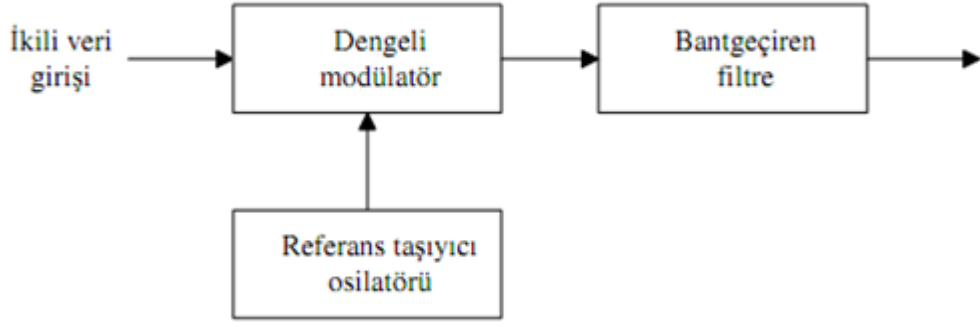 İkili veri
girişi
Dengeli
modülatör
Bantgeçiren
filtre
Referans taşıyıcı
osilatörü